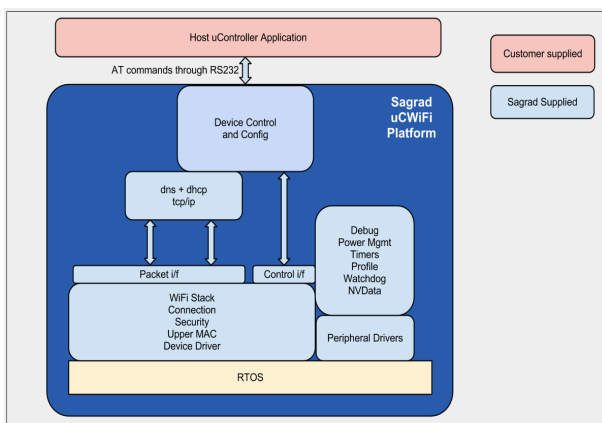 Host uController Application
Customer supplied
AT commands through RS232
Sagrad Supplied
Sagrad
uCWiFi
Platform
Device Control
and Config
dns + dhcp
tcp/ip
Debug
Power Mgmt
Timers
Profile
Watchdog
NVData
Packet i/f
Control i/f
WiFi Stack
Connection
Security
Upper MAC
Device Driver
Peripheral Drivers
RTOS